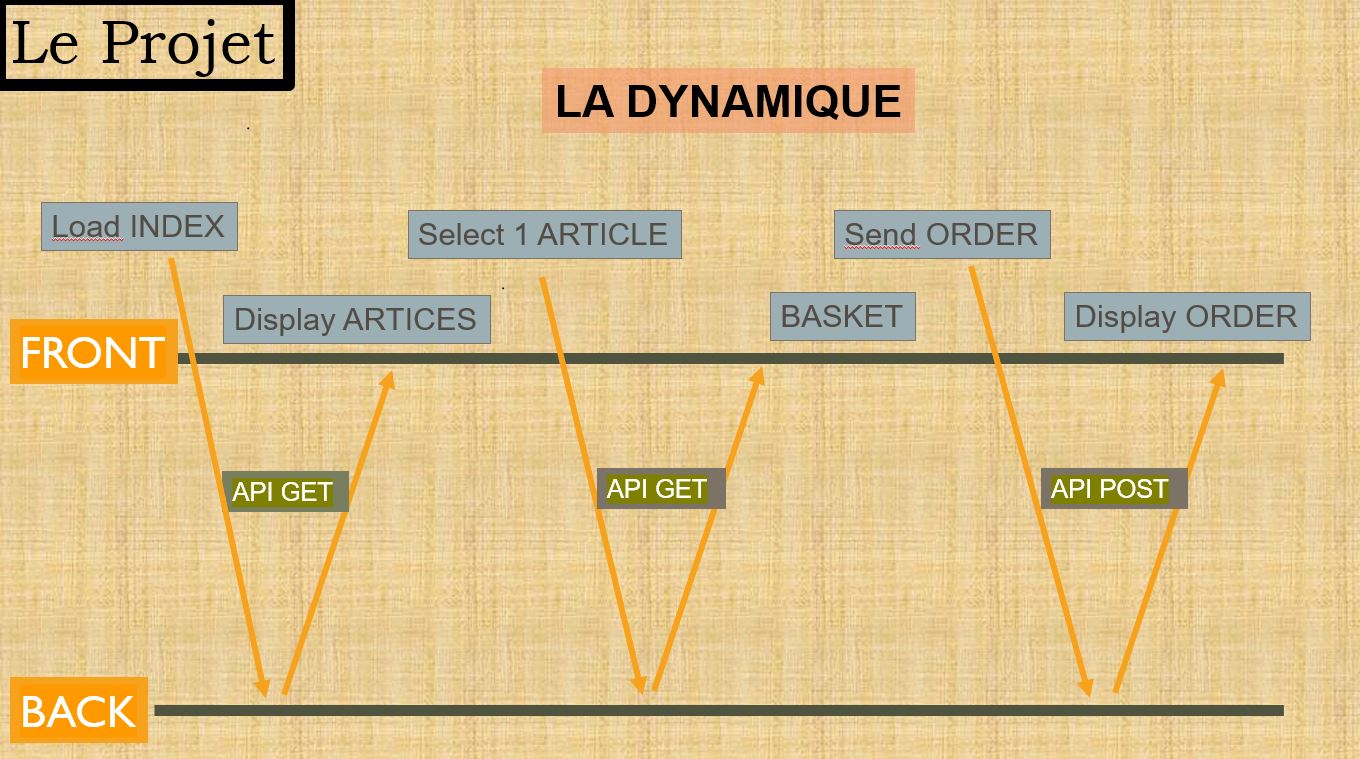 Le Projet
LA DYNAMIQUE
Load INDEX
Select 1 ARTICLE
Send ORDER
Display ARTICES
BASKET
Display ORDER
FRONT
API GET
API GET
API POST
BACK